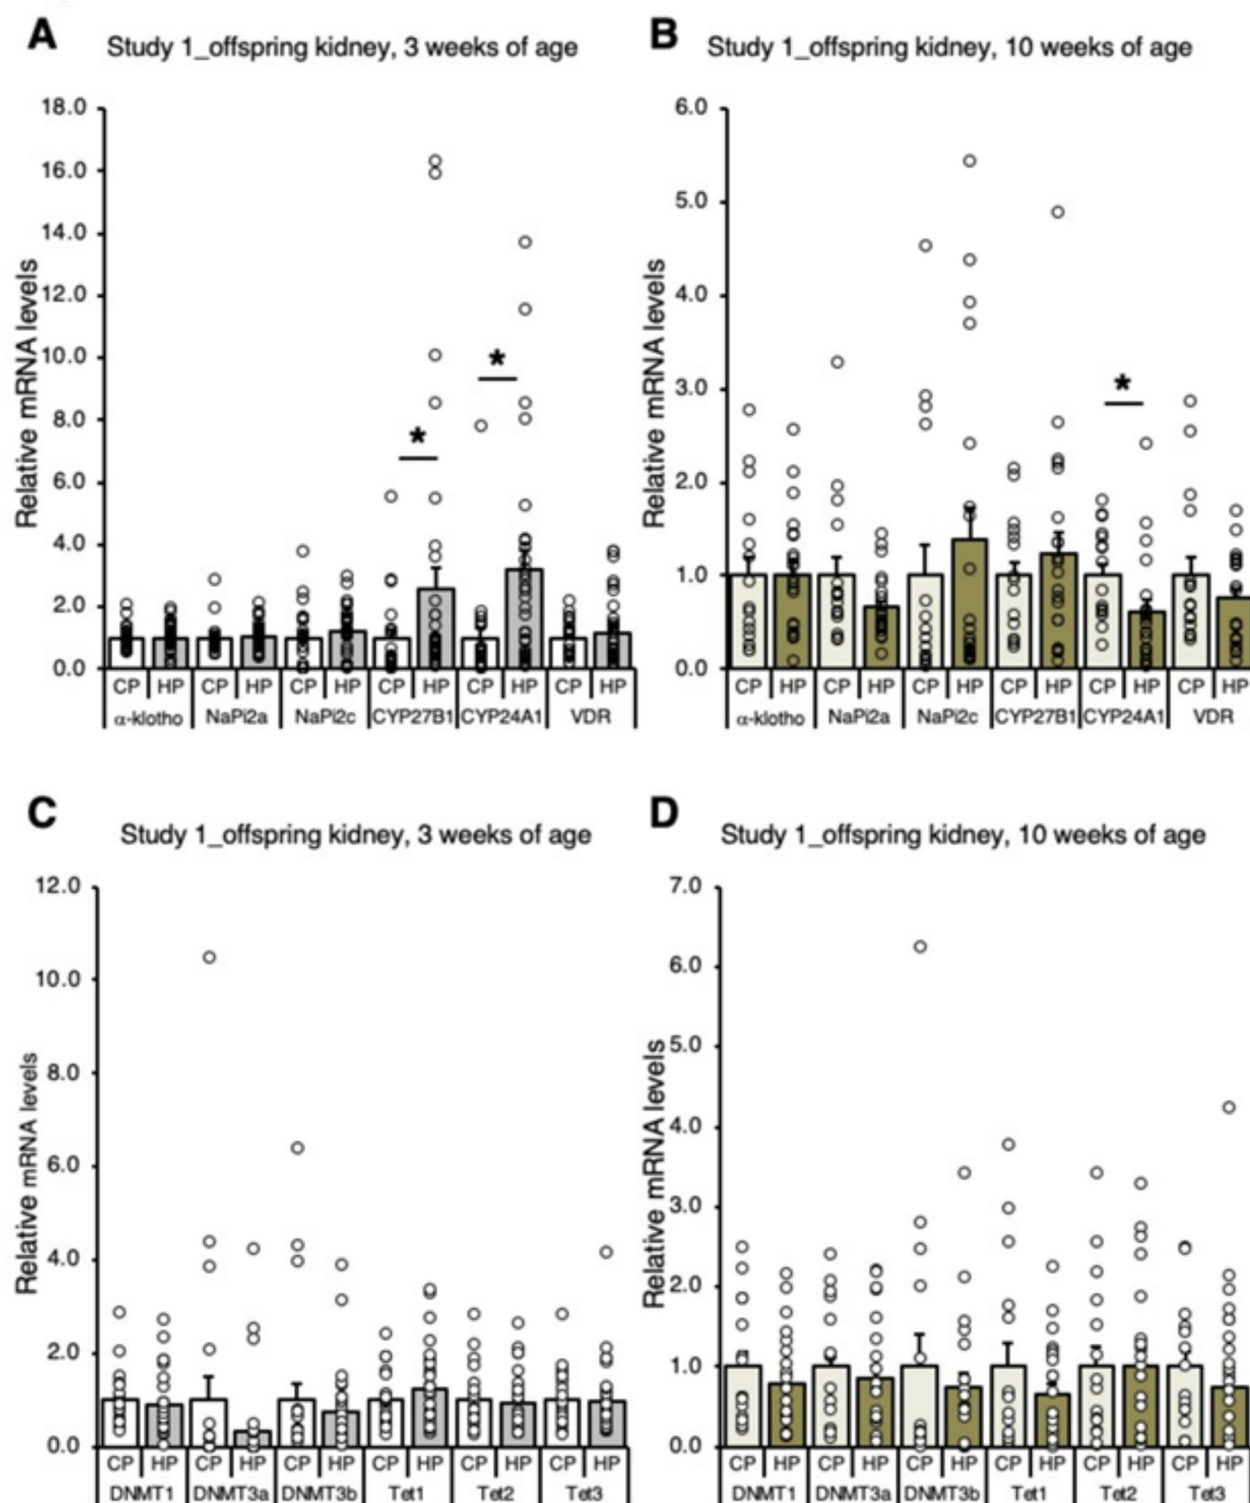 A
Study 1_offspring kidney, 3 weeks of age
Relative mRNA levels
18.0
16.0
14.0
12.0
10.0
8.0
6.0
4.0
2.0
0.0
*
*
CP HP CP HP CP HP CP HP CP HP CP HP
α-klotho NaPi2a NaPi2c CYP27B1 CYP24A1 VDR
B
Study 1_offspring kidney, 10 weeks of age
Relative mRNA levels
6.0
5.0
4.0
3.0
2.0
1.0
0.0
*
CP HP CP HP CP HP CP HP CP HP CP HP
α-klotho NaPi2a NaPi2c CYP27B1 CYP24A1 VDR
C
Study 1_offspring kidney, 3 weeks of age
Relative mRNA levels
12.0
10.0
8.0
6.0
4.0
2.0
0.0
CP HP CP HP CP HP CP HP CP HP CP HP
DNMT1 DNMT3a DNMT3b Tet1 Tet2 Tet3
D
Study 1_offspring kidney, 10 weeks of age
Relative mRNA levels
7.0
6.0
5.0
4.0
3.0
2.0
1.0
0.0
CP HP CP HP CP HP CP HP CP HP CP HP
DNMT1 DNMT3a DNMT3b Tet1 Tet2 Tet3